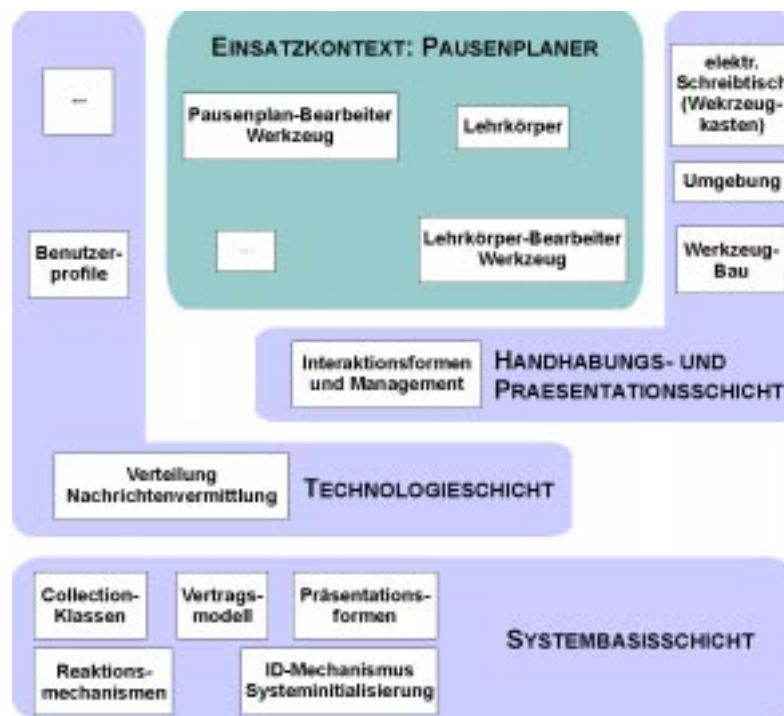 EINSATZKONTEXT: PAUSENPLANER
...
Pausenplan-Bearbeiter
Werkzeug
Lehrkörper
elektr.
Schreibtisch
(Wekrzeug-
kasten)
Umgebung
Benutzer-
profile
...
Lehrkörper-Bearbeiter
Werkzeug
Werkzeug-
Bau
Interaktionsformen
und Management
HANDHABUNGS- UND
PRAESENTATIONSSCHICHT
Verteilung
Nachrichtenvermittlung
TECHNOLOGIESCHICHT
Collection-
Klassen
Vertrags-
modell
Präsentations-
formen
SYSTEMBASISSCHICHT
Reaktions-
mechanismen
ID-Mechanismus
Systeminitialisierung